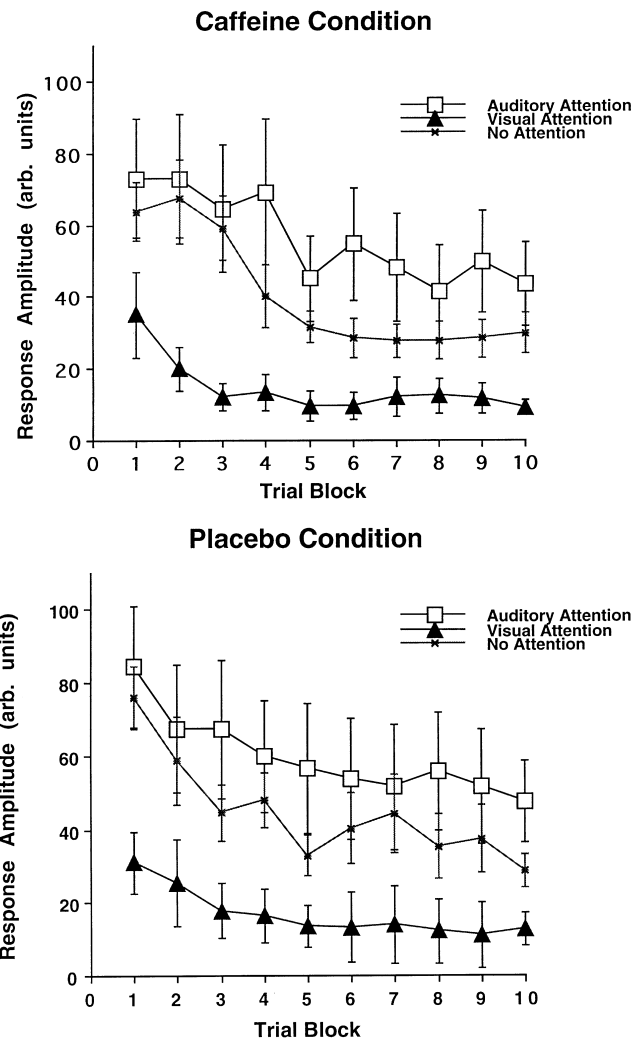 Caffeine Condition
100
80
60
40
20
0
Response Amplitude (arb. units)
Auditory Attention
Visual Attention
No Attention
0 1 2 3 4 5 6 7 8 9 10
Trial Block
Placebo Condition
100
80
60
40
20
0
Response Amplitude (arb. units)
Auditory Attention
Visual Attention
No Attention
0 1 2 3 4 5 6 7 8 9 10
Trial Block